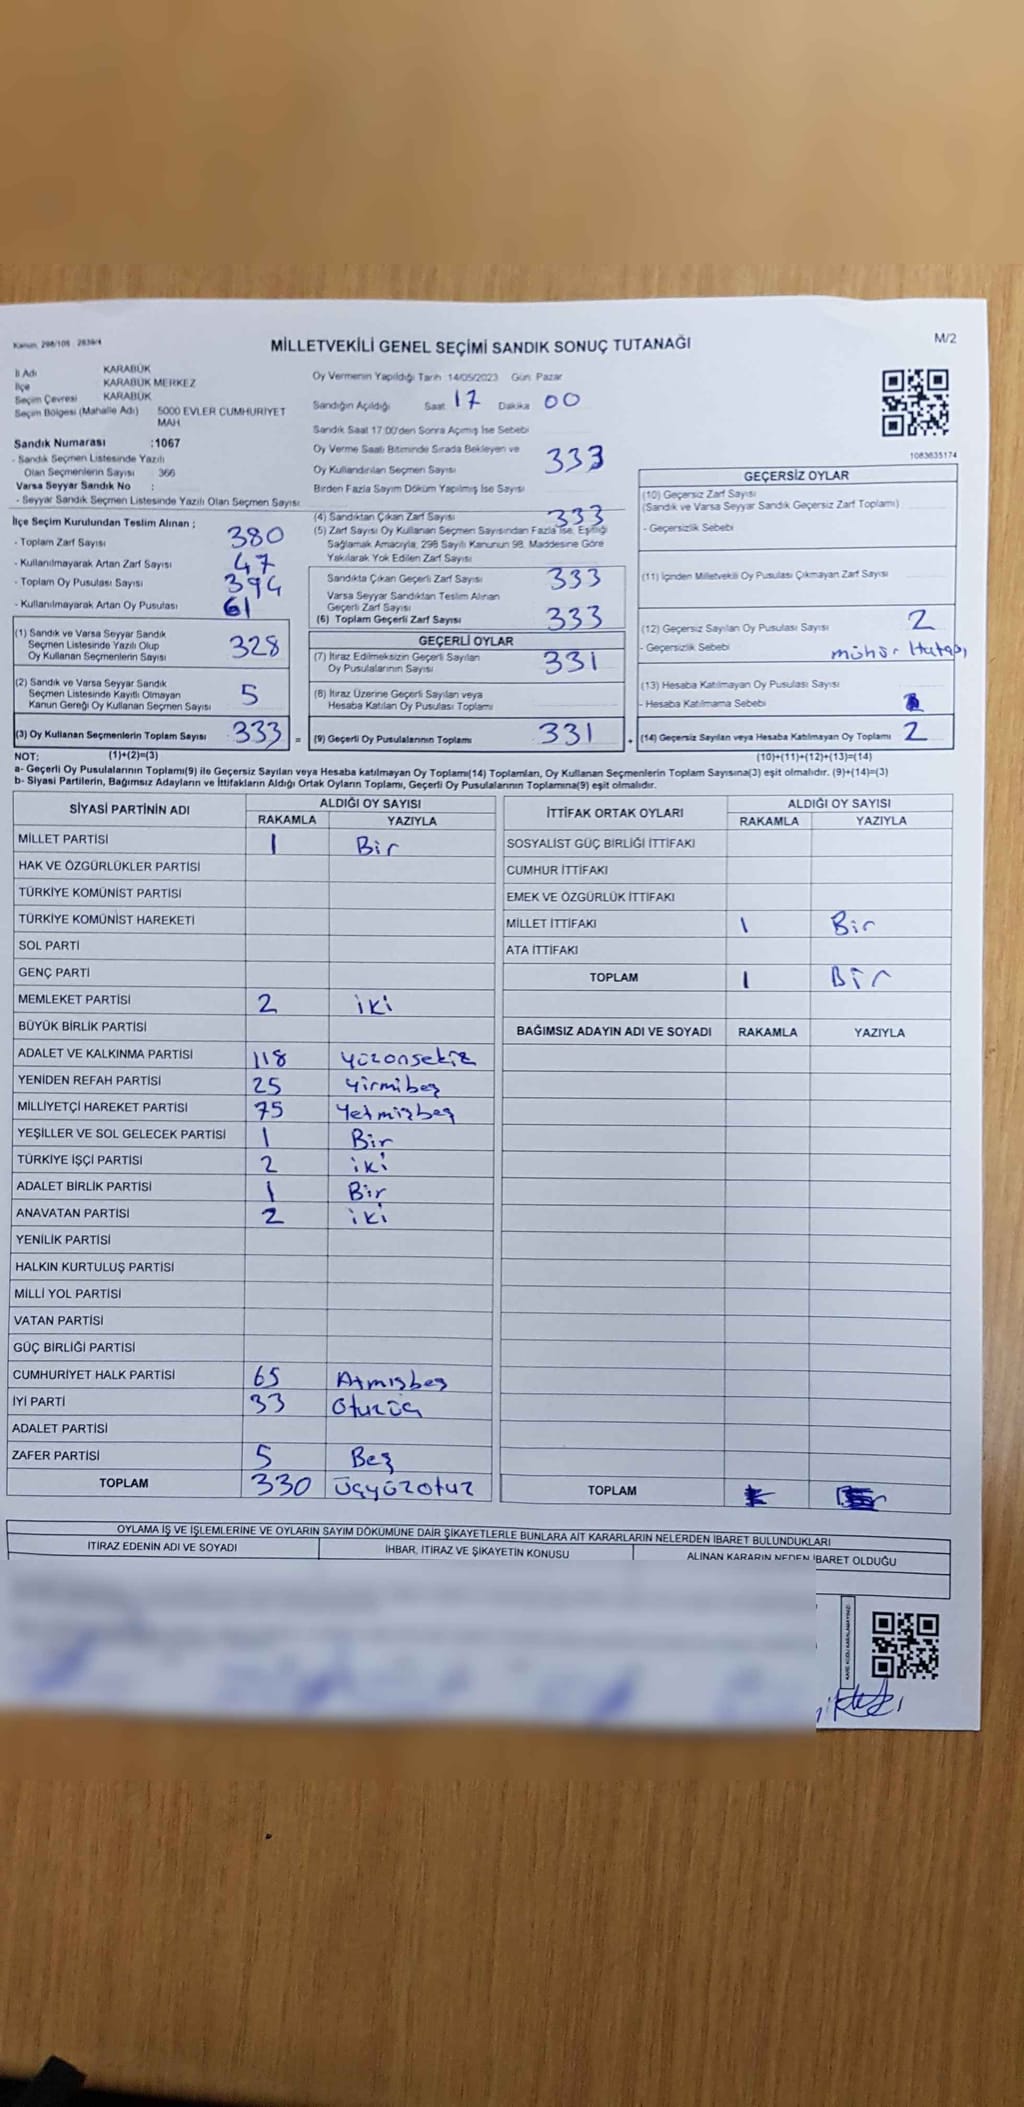 Kanun: 298/105 2839/4
MİLLETVEKİLİ GENEL SEÇİMİ SANDIK SONUÇ TUTANAĞI
M/2
İl Adı KARABÜK
İlçe KARABÜK MERKEZ
Seçim Çevresi KARABÜK
Seçim Bölgesi (Mahalle Adı) 5000 EVLER CUMHURİYET MAH
Sandık Numarası :1067
- Sandık Seçmen Listesinde Yazılı
Olan Seçmenlerin Sayısı 366
Varsa Seyyar Sandık No :
- Seyyar Sandık Seçmen Listesinde Yazılı Olan Seçmen Sayısı
Oy Vermenin Yapıldığı Tarih 14/05/2023 Gün: Pazar
Sandığın Açıldığı Saat 17 Dakika 00
Sandık Saat 17:00'den Sonra Açımış İse Sebebi
Oy Verme Saati Bitiminde Sırada Bekleyen ve
Oy Kullandırılan Seçmen Sayısı 333
Birden Fazla Sayım Döküm Yapılmış İse Sayısı
1083635174
İlçe Seçim Kurulundan Teslim Alınan ;
- Toplam Zarf Sayısı 380
- Kullanılmayarak Artan Zarf Sayısı 47
- Toplam Oy Pusulası Sayısı 394
- Kullanılmayarak Artan Oy Pusulası 61
(1) Sandık ve Varsa Seyyar Sandık
Seçmen Listesinde Yazılı Olup
Oy Kullanan Seçmenlerin Sayısı 328
(2) Sandık ve Varsa Seyyar Sandık
Seçmen Listesinde Kayıtlı Olmayan
Kanun Gereği Oy Kullanan Seçmen Sayısı 5
(3) Oy Kullanan Seçmenlerin Toplam Sayısı 333 =
(4) Sandıktan Çıkan Zarf Sayısı 333
(5) Zarf Sayısı Oy Kullanan Seçmen Sayısından Fazla İse, Eşitliği
Sağlamak Amacıyla, 298 Sayılı Kanunun 98. Maddesine Göre
Yakılarak Yok Edilen Zarf Sayısı
Sandıkta Çıkan Geçerli Zarf Sayısı 333
Varsa Seyyar Sandıktan Teslim Alınan
Geçerli Zarf Sayısı
(6) Toplam Geçerli Zarf Sayısı 333
GEÇERLİ OYLAR
(7) İtiraz Edilmeksizin Geçerli Sayılan
Oy Pusulalarının Sayısı 331
(8) İtiraz Üzerine Geçerli Sayılan veya
Hesaba Katılan Oy Pusulası Toplamı
(9) Geçerli Oy Pusulalarının Toplamı 331 +
GEÇERSİZ OYLAR
(10) Geçersiz Zarf Sayısı
(Sandık ve Varsa Seyyar Sandık Geçersiz Zarf Toplamı)
- Geçersizlik Sebebi
(11) İçinden Milletvekili Oy Pusulası Çıkmayan Zarf Sayısı
(12) Geçersiz Sayılan Oy Pusulası Sayısı 2
- Geçersizlik Sebebi mühür Hatası
(13) Hesaba Katılmayan Oy Pusulası Sayısı
- Hesaba Katılmama Sebebi
(14) Geçersiz Sayılan veya Hesaba Katılmayan Oy Toplamı 2
NOT: (1)+(2)=(3) (10)+(11)+(12)+(13)=(14)
a- Geçerli Oy Pusulalarının Toplamı(9) ile Geçersiz Sayılan veya Hesaba katılmayan Oy Toplamı(14) Toplamları, Oy Kullanan Seçmenlerin Toplam Sayısına(3) eşit olmalıdır. (9)+(14)=(3)
b- Siyasi Partilerin, Bağımsız Adayların ve İttifakların Aldığı Ortak Oyların Toplamı, Geçerli Oy Pusulalarının Toplamına(9) eşit olmalıdır.
SİYASİ PARTİNİN ADI ALDIĞI OY SAYISI
RAKAMLA YAZIYLA
MİLLET PARTİSİ 1 Bir
HAK VE ÖZGÜRLÜKLER PARTİSİ
TÜRKİYE KOMÜNİST PARTİSİ
TÜRKİYE KOMÜNİST HAREKETİ
SOL PARTİ
GENÇ PARTİ
MEMLEKET PARTİSİ 2 iki
BÜYÜK BİRLİK PARTİSİ
ADALET VE KALKINMA PARTİSİ 118 yüzonsekiz
YENİDEN REFAH PARTİSİ 25 yirmibeş
MİLLİYETÇİ HAREKET PARTİSİ 75 Yetmişbeş
YEŞİLLER VE SOL GELECEK PARTİSİ 1 Bir
TÜRKİYE İŞÇİ PARTİSİ 2 iki
ADALET BİRLİK PARTİSİ 1 Bir
ANAVATAN PARTİSİ 2 iki
YENİLİK PARTİSİ
HALKIN KURTULUŞ PARTİSİ
MİLLİ YOL PARTİSİ
VATAN PARTİSİ
GÜÇ BİRLİĞİ PARTİSİ
CUMHURİYET HALK PARTİSİ 65 Atmışbeş
İYİ PARTİ 33 Otuzüç
ADALET PARTİSİ
ZAFER PARTİSİ 5 Beş
TOPLAM 330 üçyüzotuz
İTTİFAK ORTAK OYLARI ALDIĞI OY SAYISI
RAKAMLA YAZIYLA
SOSYALİST GÜÇ BİRLİĞİ İTTİFAKI
CUMHUR İTTİFAKI
EMEK VE ÖZGÜRLÜK İTTİFAKI
MİLLET İTTİFAKI 1 Bir
ATA İTTİFAKI
TOPLAM 1 Bir
BAĞIMSIZ ADAYIN ADI VE SOYADI RAKAMLA YAZIYLA
TOPLAM
OYLAMA İŞ VE İŞLEMLERİNE VE OYLARIN SAYIM DÖKÜMÜNE DAİR ŞİKAYETLERLE BUNLARA AİT KARARLARIN NELERDEN İBARET BULUNDUKLARI
İTİRAZ EDENİN ADI VE SOYADI İHBAR, İTİRAZ VE ŞİKAYETİN KONUSU ALINAN KARARIN NEDEN İBARET OLDUĞU